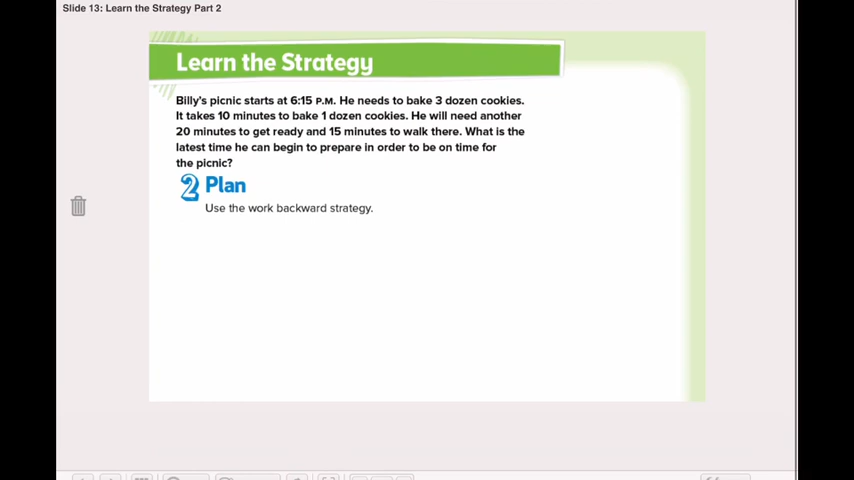 Slide 13: Learn the Strategy Part 2
Learn the Strategy
Billy's picnic starts at 6:15 P.M. He needs to bake 3 dozen cookies.
It takes 10 minutes to bake 1 dozen cookies. He will need another
20 minutes to get ready and 15 minutes to walk there. What is the
latest time he can begin to prepare in order to be on time for
the picnic?
2 Plan
Use the work backward strategy.